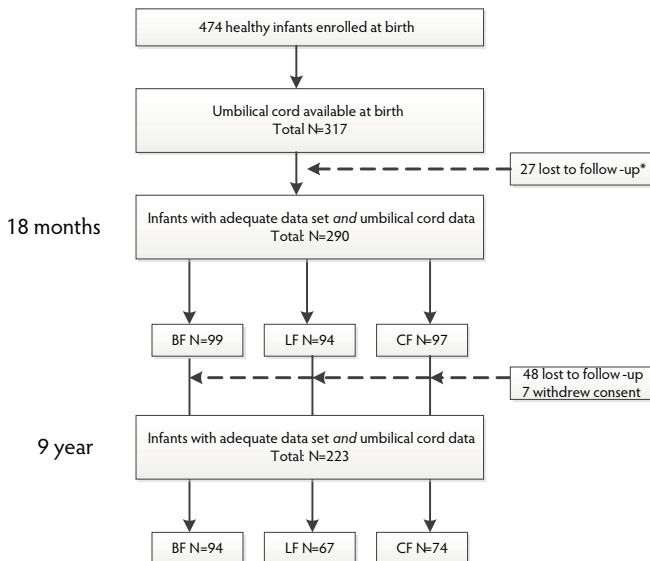 474 healthy infants enrolled at birth
Umbilical cord available at birth
Total N=317
27 lost to follow-up*
18 months
Infants with adequate data set and umbilical cord data
Total: N=290
BF N=99
LF N=94
CF N=97
48 lost to follow-up
7 withdrew consent
9 year
Infants with adequate data set and umbilical cord data
Total: N=223
BF N=94
LF N=67
CF N=74